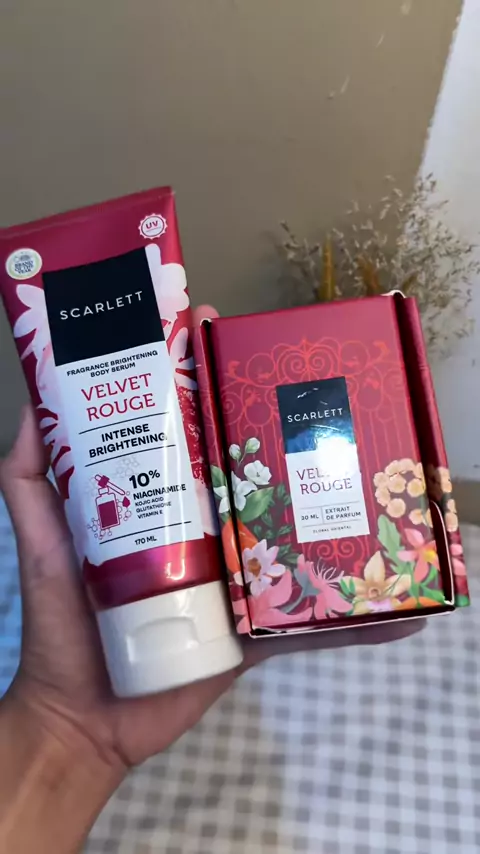 UV
SCARLETT
FRAGRANCE BRIGHTENING
BODY SERUM
VELVET
ROUGE
INTENSE
BRIGHTENING
10%
NIACINAMIDE
KOJIC ACID
GLUTATHIONE
VITAMIN E
170 ML
SCARLETT
VELVET
ROUGE
30 ML
EXTRAIT
DE PARFUM
FLORAL ORIENTAL